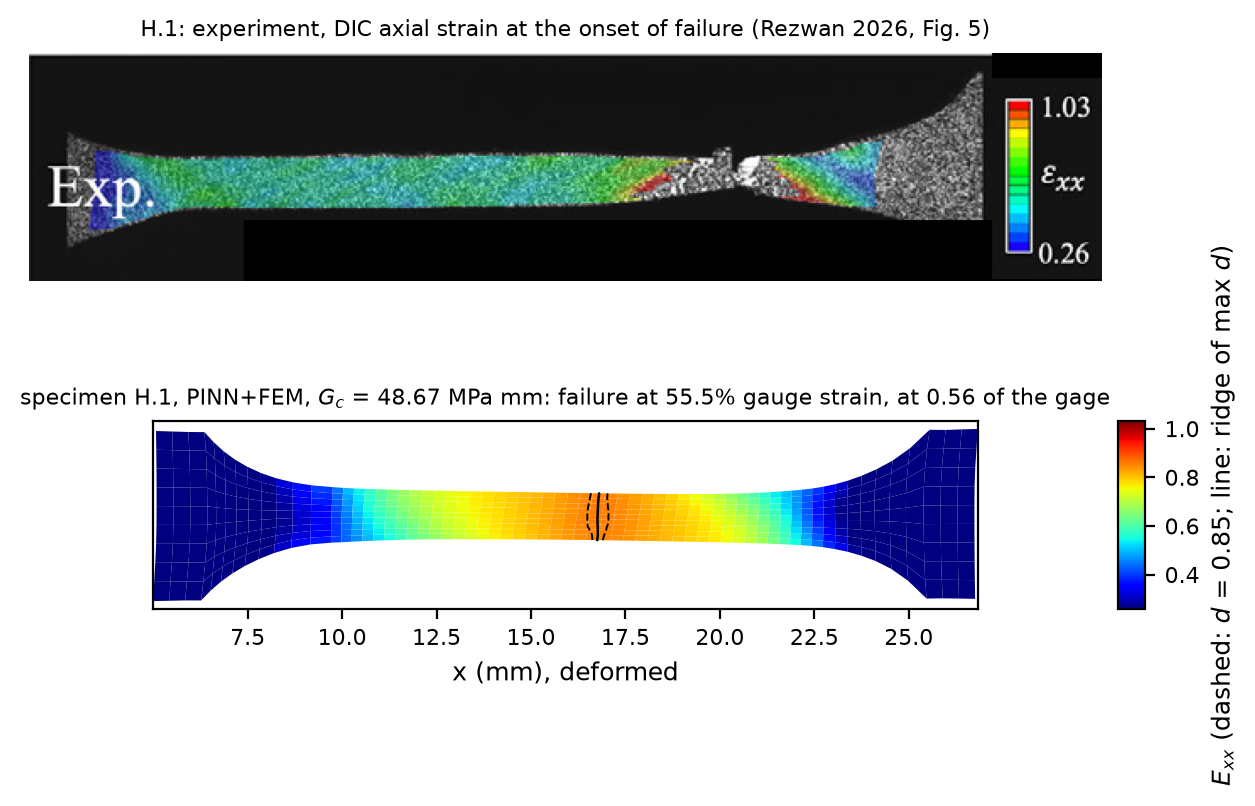 H.1: experiment, DIC axial strain at the onset of failure (Rezwan 2026, Fig. 5)
Exp.
1.03
εxx
0.26
specimen H.1, PINN+FEM, Gc = 48.67 MPa mm: failure at 55.5% gauge strain, at 0.56 of the gage
1.0
0.8
0.6
0.4
Exx (dashed: d = 0.85; line: ridge of max d)
7.5 10.0 12.5 15.0 17.5 20.0 22.5 25.0
x (mm), deformed